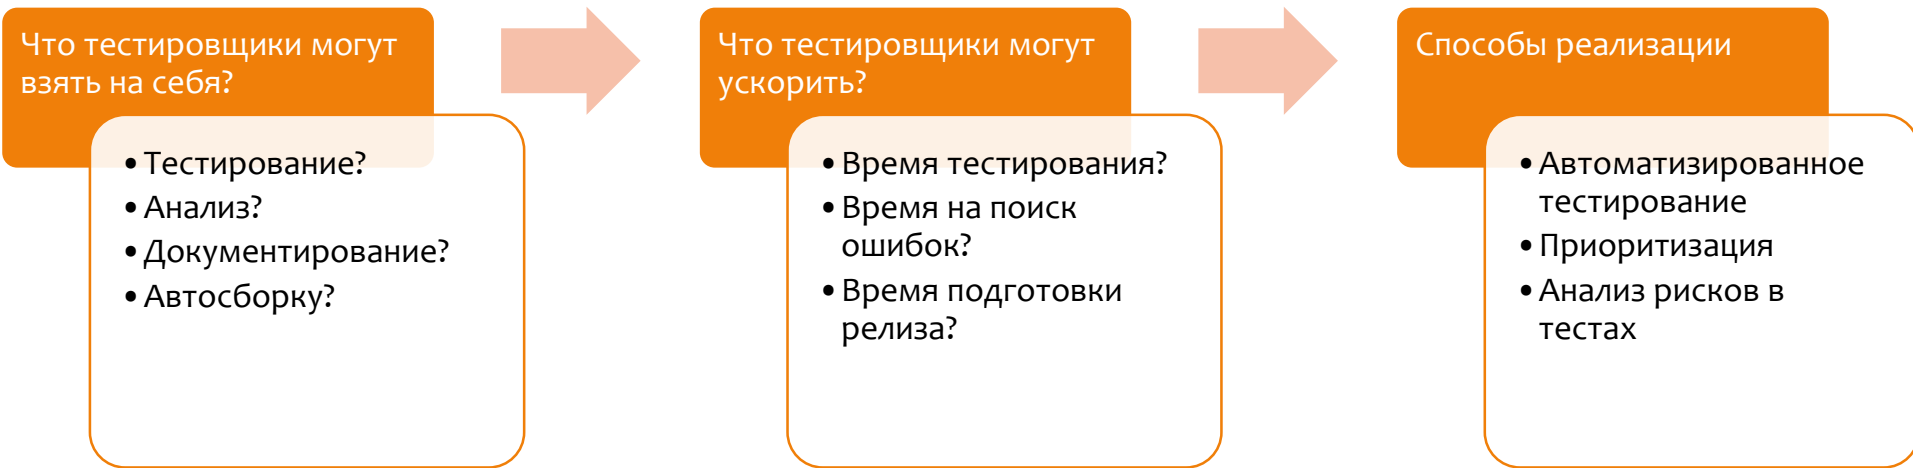 Что тестировщики могут
взять на себя?
• Тестирование?
• Анализ?
• Документирование?
• Автосборку?
Что тестировщики могут
ускорить?
• Время тестирования?
• Время на поиск
ошибок?
• Время подготовки
релиза?
Способы реализации
• Автоматизированное
тестирование
• Приоритизация
• Анализ рисков в
тестах